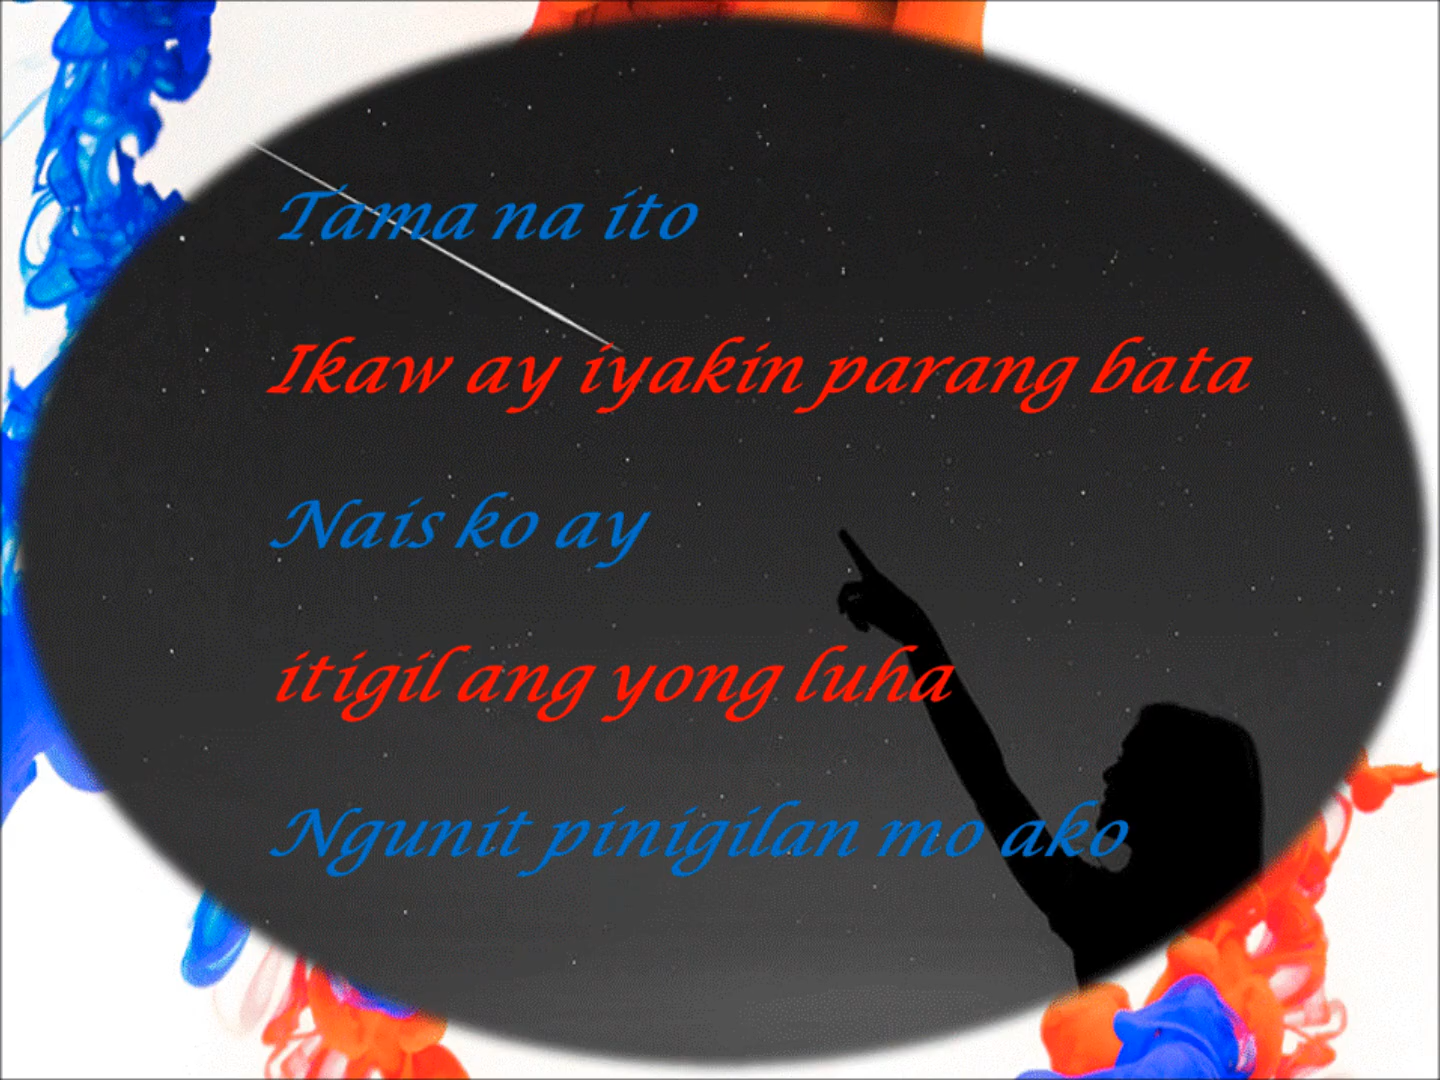 Tama na ito
Ikaw ay iyakin parang bata
Nais ko ay
itigil ang yong luha
Ngunit pinigilan mo ako